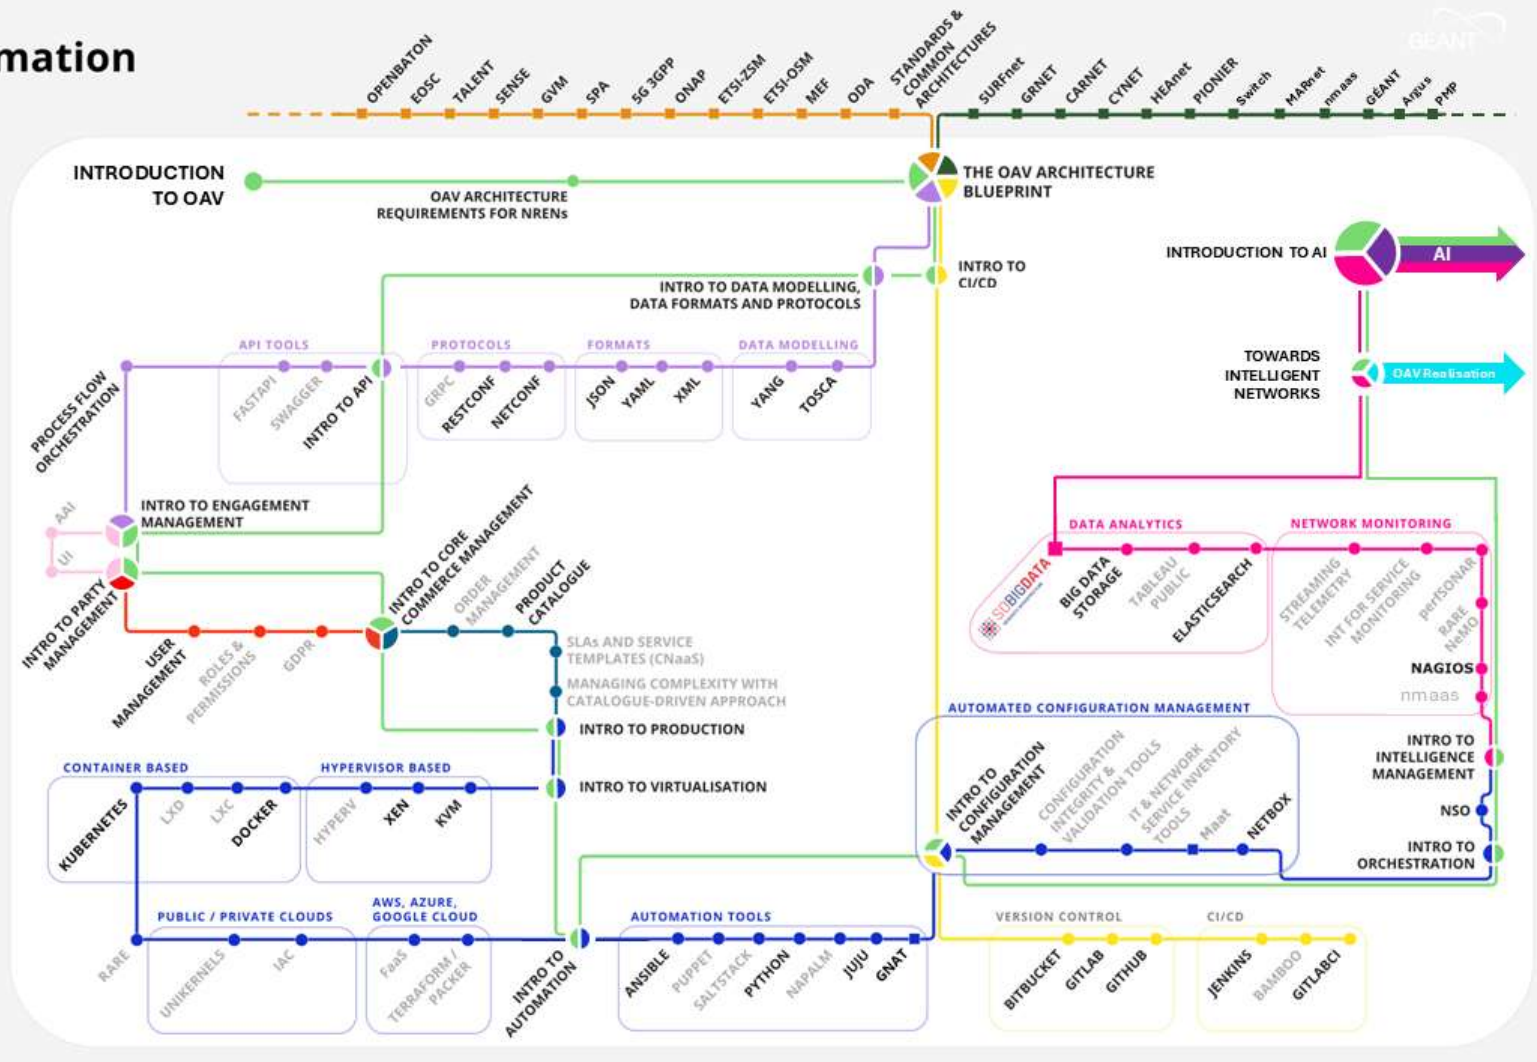 mation
GÉANT
OPENBATON
EOSC
TALENT
SENSE
GVM
SPA
5G 3GPP
ONAP
ETSI-ZSM
ETSI-OSM
MEF
ODA
STANDARDS &
COMMON
ARCHITECTURES
SURFnet
GRNET
CARNET
CYNET
HEAnet
PIONIER
Switch
MARnet
nmaas
GÉANT
Argus
PMP
INTRODUCTION
TO OAV
OAV ARCHITECTURE
REQUIREMENTS FOR NRENs
THE OAV ARCHITECTURE
BLUEPRINT
INTRODUCTION TO AI
AI
INTRO TO
CI/CD
INTRO TO DATA MODELLING,
DATA FORMATS AND PROTOCOLS
TOWARDS
INTELLIGENT
NETWORKS
OAV Realisation
API TOOLS
PROTOCOLS
FORMATS
DATA MODELLING
PROCESS FLOW
ORCHESTRATION
FASTAPI
SWAGGER
INTRO TO API
GRPC
RESTCONF
NETCONF
JSON
YAML
XML
YANG
TOSCA
AAI
UI
INTRO TO ENGAGEMENT
MANAGEMENT
INTRO TO PARTY
MANAGEMENT
USER
MANAGEMENT
ROLES &
PERMISSIONS
GDPR
INTRO TO CORE
COMMERCE MANAGEMENT
ORDER
MANAGEMENT
PRODUCT
CATALOGUE
SLAs AND SERVICE
TEMPLATES (CNaaS)
MANAGING COMPLEXITY WITH
CATALOGUE-DRIVEN APPROACH
INTRO TO PRODUCTION
INTRO TO VIRTUALISATION
DATA ANALYTICS
NETWORK MONITORING
SOBIGDATA
BIG DATA
STORAGE
TABLEAU
PUBLIC
ELASTICSEARCH
STREAMING
TELEMETRY
INT FOR SERVICE
MONITORING
perfSONAR
RARE
NeMO
NAGIOS
nmaas
INTRO TO
INTELLIGENCE
MANAGEMENT
NSO
INTRO TO
ORCHESTRATION
AUTOMATED CONFIGURATION MANAGEMENT
INTRO TO
CONFIGURATION
MANAGEMENT
CONFIGURATION
INTEGRITY &
VALIDATION TOOLS
IT & NETWORK
SERVICE INVENTORY
TOOLS
Maat
NETBOX
CONTAINER BASED
HYPERVISOR BASED
KUBERNETES
LXD
LXC
DOCKER
HYPERV
XEN
KVM
PUBLIC / PRIVATE CLOUDS
AWS, AZURE,
GOOGLE CLOUD
AUTOMATION TOOLS
VERSION CONTROL
CI/CD
RARE
UNIKERNELS
IAC
FaaS
TERRAFORM /
PACKER
INTRO TO
AUTOMATION
ANSIBLE
PUPPET
SALTSTACK
PYTHON
NAPALM
JUJU
GNAT
BITBUCKET
GITLAB
GITHUB
JENKINS
BAMBOO
GITLABCI